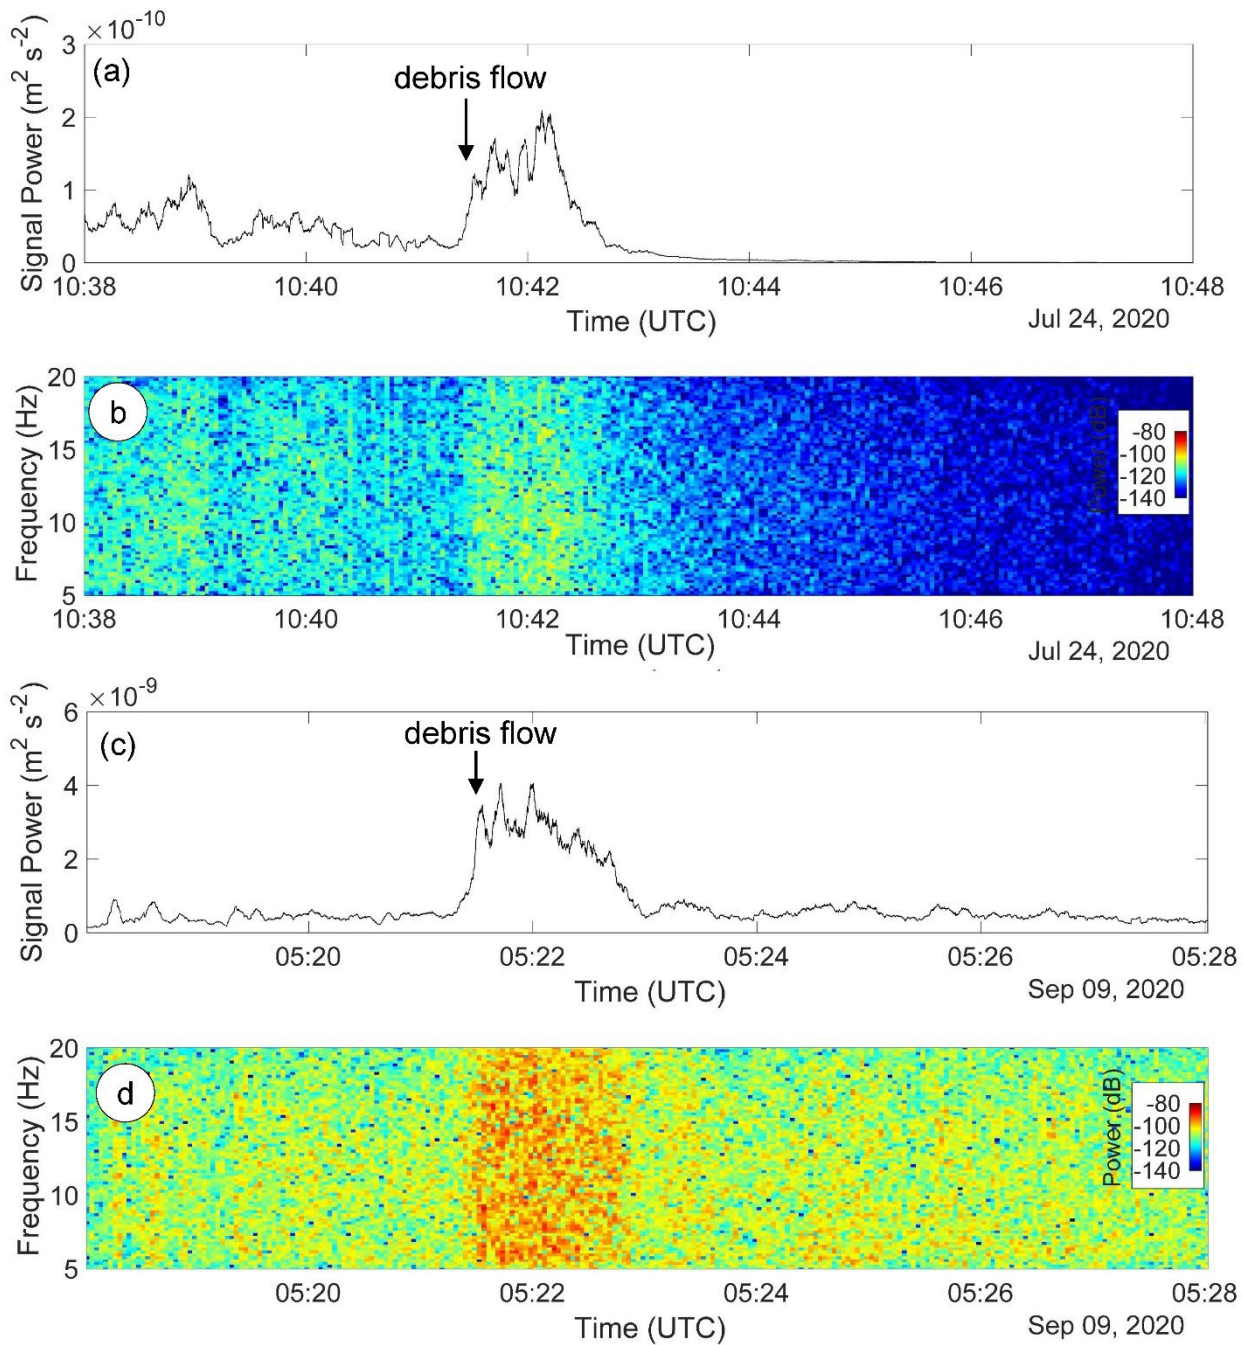 ×10⁻¹⁰
3
2
1
0
Signal Power (m² s⁻²)
(a)
debris flow
10:38 10:40 10:42 10:44 10:46 10:48
Time (UTC)
Jul 24, 2020
20
15
10
5
Frequency (Hz)
b
Power (dB)
-80
-100
-120
-140
10:38 10:40 10:42 10:44 10:46 10:48
Time (UTC)
Jul 24, 2020
×10⁻⁹
6
4
2
0
Signal Power (m² s⁻²)
(c)
debris flow
05:20 05:22 05:24 05:26 05:28
Time (UTC)
Sep 09, 2020
20
15
10
5
Frequency (Hz)
d
Power (dB)
-80
-100
-120
-140
05:20 05:22 05:24 05:26 05:28
Time (UTC)
Sep 09, 2020